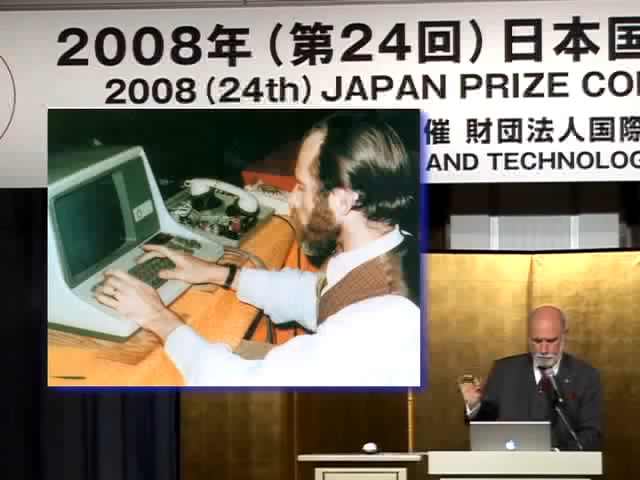 2008年(第24回)日本国
2008(24th) JAPAN PRIZE CO
催 財団法人国際
AND TECHNOLOG